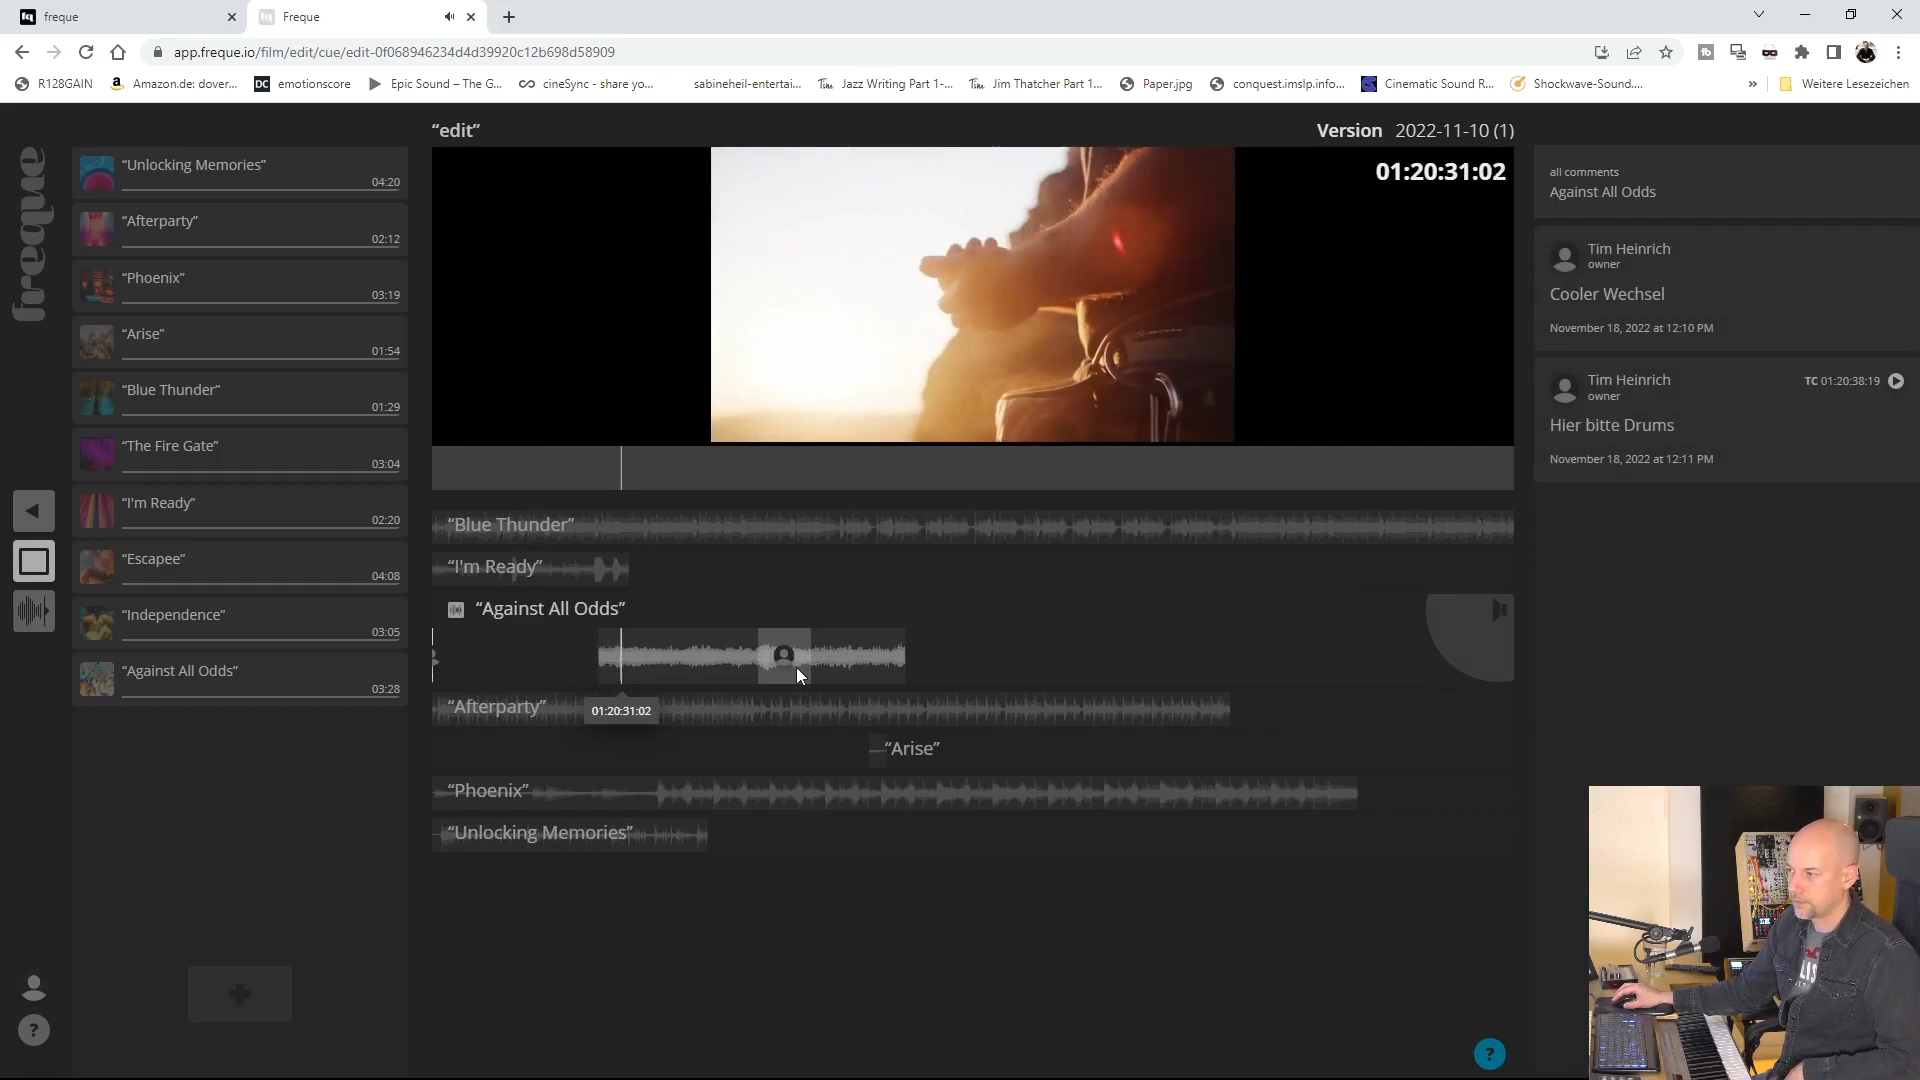 freque
Freque
app.freque.io/film/edit/cue/edit-0f068946234d4d39920c12b698d58909
R128GAIN
Amazon.de: dover...
DC emotionscore
Epic Sound – The G...
cineSync - share yo...
sabineheil-entertai...
Tim Jazz Writing Part 1-...
Tim Jim Thatcher Part 1...
Paper.jpg
conquest.imslp.info...
Cinematic Sound R...
Shockwave-Sound....
»
Weitere Lesezeichen
freque
“Unlocking Memories”
04:20
“Afterparty”
02:12
“Phoenix”
03:19
“Arise”
01:54
“Blue Thunder”
01:29
“The Fire Gate”
03:04
“I'm Ready”
02:20
“Escapee”
04:08
“Independence”
03:05
“Against All Odds”
03:28
?
“edit”
Version 2022-11-10 (1)
01:20:31:02
“Blue Thunder”
“I'm Ready”
“Against All Odds”
“Afterparty”
01:20:31:02
“Arise”
“Phoenix”
“Unlocking Memories”
?
all comments
Against All Odds
Tim Heinrich
owner
Cooler Wechsel
November 18, 2022 at 12:10 PM
Tim Heinrich
owner
TC 01:20:38:19
Hier bitte Drums
November 18, 2022 at 12:11 PM